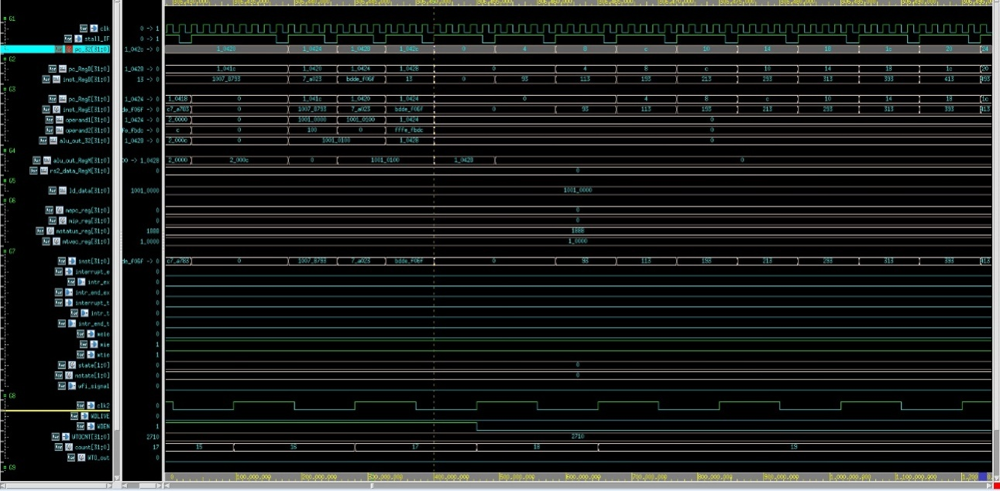 G1
clk 0 -> 1
stall_IF 0 -> 1
pc_32[31:0] 1_042c -> 0 1_0420 1_0424 1_0428 1_042c 0 4 8 c 10 14 18 1c 20 24
G2
pc_RegD[31:0] 1_0428 -> 0 1_041c 1_0420 1_0424 1_0428 0 4 8 c 10 14 18 1c 20
inst_RegD[31:0] 13 -> 0 1007_8793 7_a023 bdde_f06f 13 0 93 113 193 213 293 313 393 413 493
G3
pc_RegE[31:0] 1_0424 -> 0 1_0418 0 1_041c 1_0420 1_0424 0 4 8 c 10 14 18 1c
inst_RegE[31:0] de_f06f -> 0 c7_a783 0 1007_8793 7_a023 bdde_f06f 0 93 113 193 213 293 313 393 413
operand1[31:0] 1_0424 -> 0 2_0000 0 1001_0000 1001_0100 1_0424 0
operand2[31:0] fe_fbdc -> 0 c 0 100 0 fffe_fbdc 0
alu_out_32[31:0] 1_0428 -> 0 2_000c 0 1001_0100 1_0428 0
G4
alu_out_RegM[31:0] 00 -> 1_0428 2_0000 2_000c 0 1001_0100 1_0428 0
rs2_data_RegM[31:0] 0 0
G5
ld_data[31:0] 1001_0000 1001_0000
G6
mepc_reg[31:0] 0 0
mip_reg[31:0] 0 0
mstatus_reg[31:0] 1888 1888
mtvec_reg[31:0] 1_0000 1_0000
G7
inst[31:0] de_f06f -> 0 c7_a783 0 1007_8793 7_a023 bdde_f06f 0 93 113 193 213 293 313 393 413
interrupt_e 0
intr_ex 0
intr_end_ex 0
interrupt_t 0
intr_t 0
intr_end_t 0
meie 0
mie 1
mtie 1
state[1:0] 0 0
nstate[1:0] 0 0
wfi_signal 0
G8
clk2 0
WDLIVE 0
WDEN 1
WTOCNT[31:0] 2710 2710
count[31:0] 17 15 16 17 18 19
WTO_out 0
G9
0 100,000,000 200,000,000 300,000,000 400,000,000 500,000,000 600,000,000 700,000,000 800,000,000 900,000,000 1,000,000,000 1,100,000,000